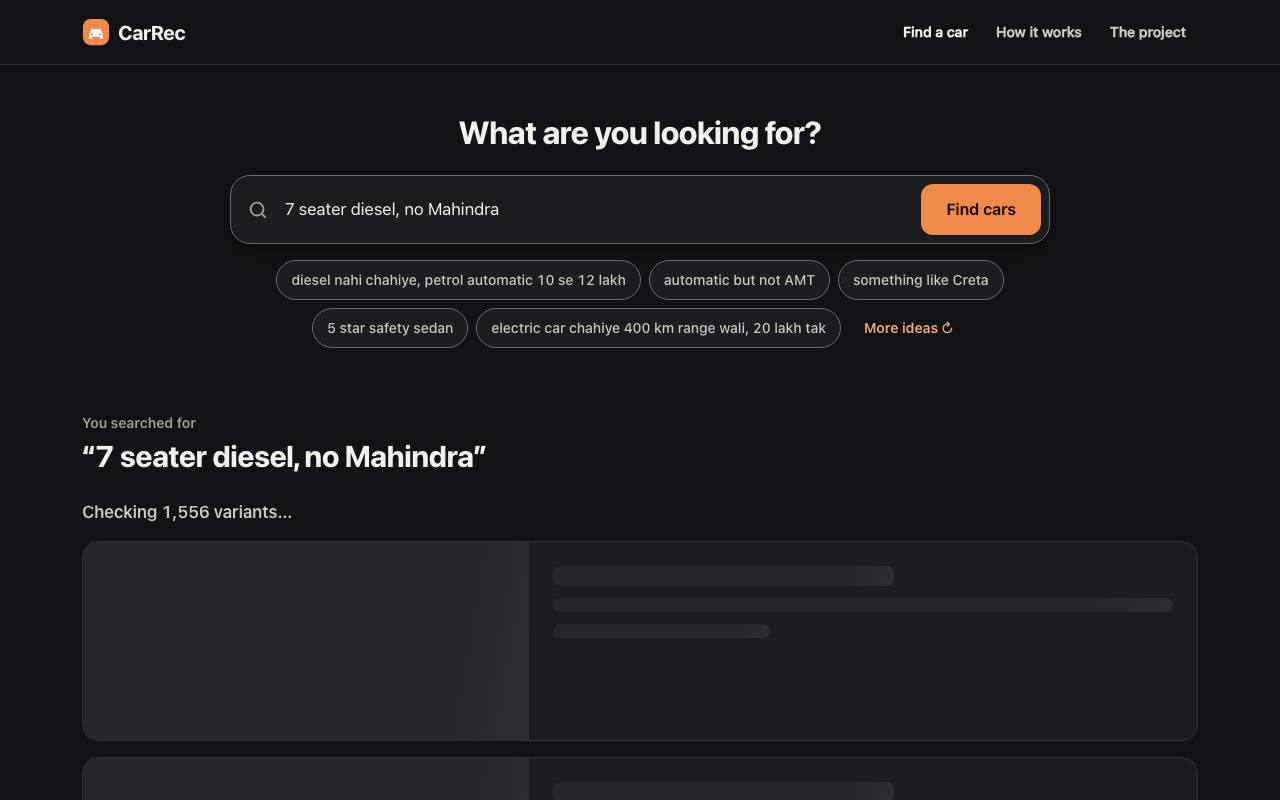 CarRec
Find a car
How it works
The project
What are you looking for?
7 seater diesel, no Mahindra
Find cars
diesel nahi chahiye, petrol automatic 10 se 12 lakh
automatic but not AMT
something like Creta
5 star safety sedan
electric car chahiye 400 km range wali, 20 lakh tak
More ideas ↻
You searched for
“7 seater diesel, no Mahindra”
Checking 1,556 variants...